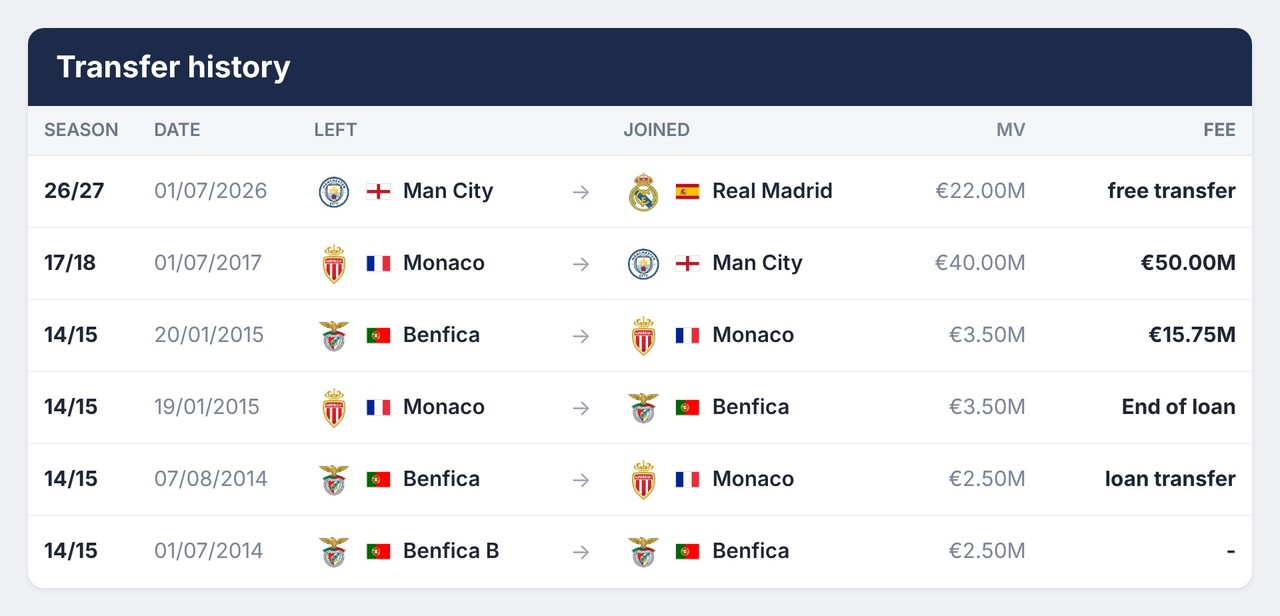 Transfer history
SEASON DATE LEFT JOINED MV FEE
26/27 01/07/2026 Man City → Real Madrid €22.00M free transfer
17/18 01/07/2017 Monaco → Man City €40.00M €50.00M
14/15 20/01/2015 Benfica → Monaco €3.50M €15.75M
14/15 19/01/2015 Monaco → Benfica €3.50M End of loan
14/15 07/08/2014 Benfica → Monaco €2.50M loan transfer
14/15 01/07/2014 Benfica B → Benfica €2.50M -